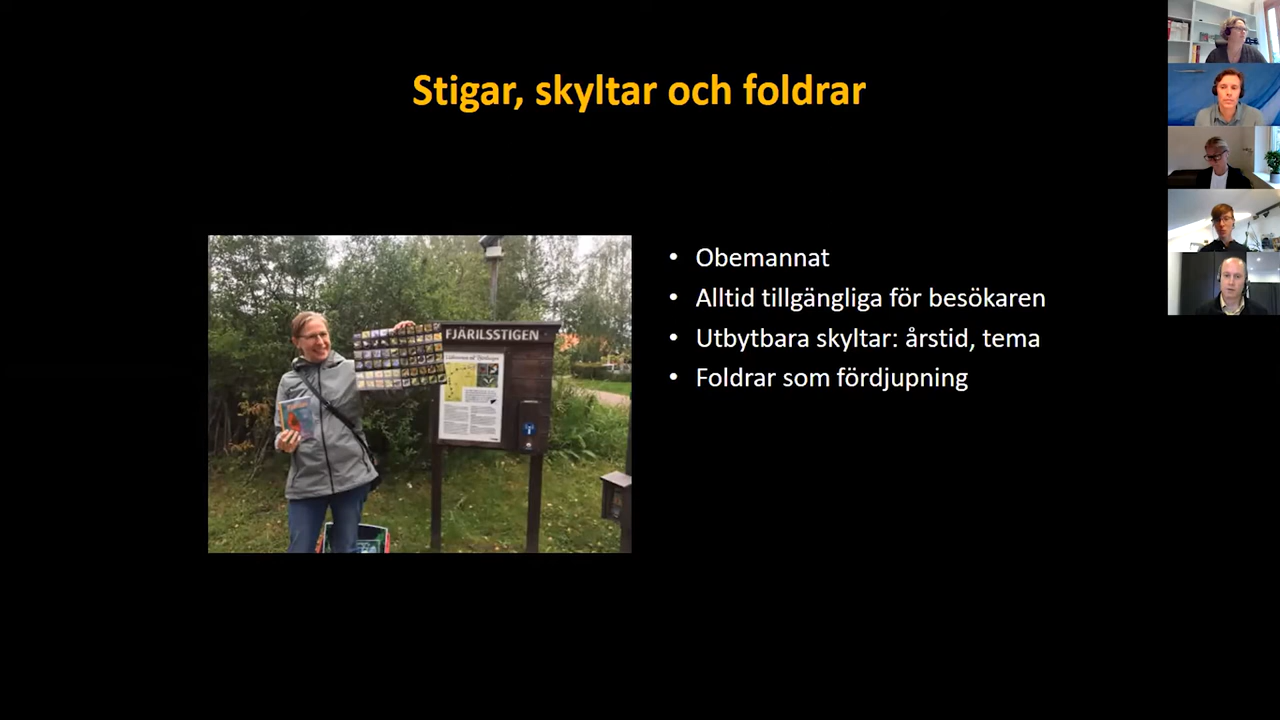 Stigar, skyltar och foldrar
• Obemannat
• Alltid tillgängliga för besökaren
• Utbytbara skyltar: årstid, tema
• Foldrar som fördjupning
FJÄRILSSTIGEN